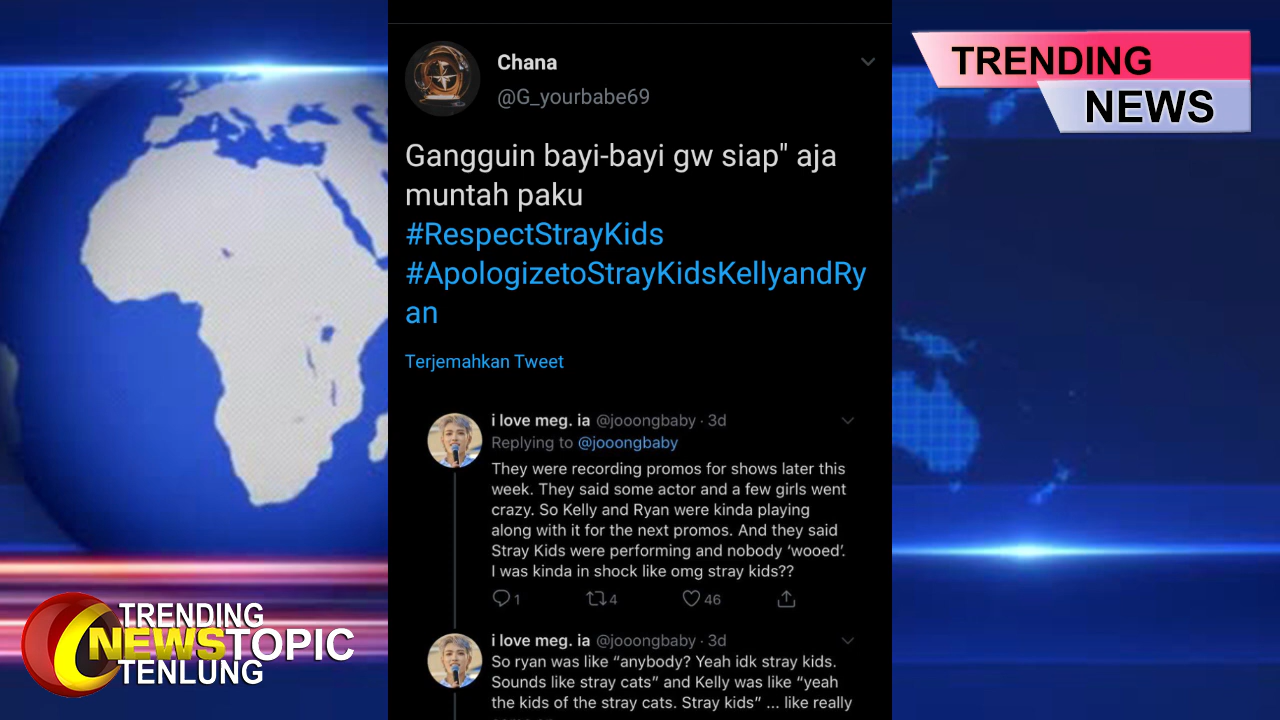 TRENDING
NEWS
Chana
@G_yourbabe69
Gangguin bayi-bayi gw siap" aja
muntah paku
#RespectStrayKids
#ApologizetoStrayKidsKellyandRy
an
Terjemahkan Tweet
i love meg. ia @jooongbaby · 3d
Replying to @jooongbaby
They were recording promos for shows later this
week. They said some actor and a few girls went
crazy. So Kelly and Ryan were kinda playing
along with it for the next promos. And they said
Stray Kids were performing and nobody ‘wooed’.
I was kinda in shock like omg stray kids??
1 4 46
i love meg. ia @jooongbaby · 3d
So ryan was like “anybody? Yeah idk stray kids.
Sounds like stray cats” and Kelly was like “yeah
the kids of the stray cats. Stray kids” ... like really
TRENDING
NEWSTOPIC
TENLUNG